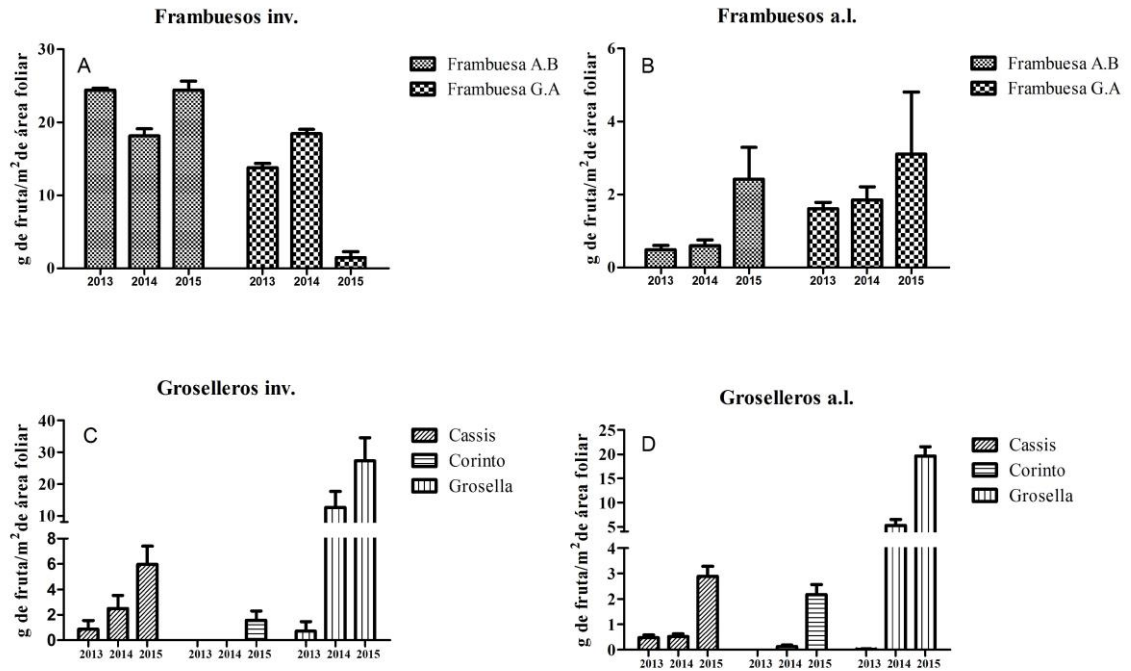 Frambuesos inv.
A
g de fruta/m² de área foliar
30
20
10
0
2013 2014 2015 2013 2014 2015
Frambuesa A.B
Frambuesa G.A
Frambuesos a.l.
B
g de fruta/m² de área foliar
6
4
2
0
2013 2014 2015 2013 2014 2015
Frambuesa A.B
Frambuesa G.A
Groselleros inv.
C
g de fruta/m² de área foliar
40
30
20
10
8
6
4
2
0
2013 2014 2015 2013 2014 2015 2013 2014 2015
Cassis
Corinto
Grosella
Groselleros a.l.
D
g de fruta/m² de área foliar
25
20
15
10
5
4
3
2
1
0
2013 2014 2015 2013 2014 2015 2013 2014 2015
Cassis
Corinto
Grosella